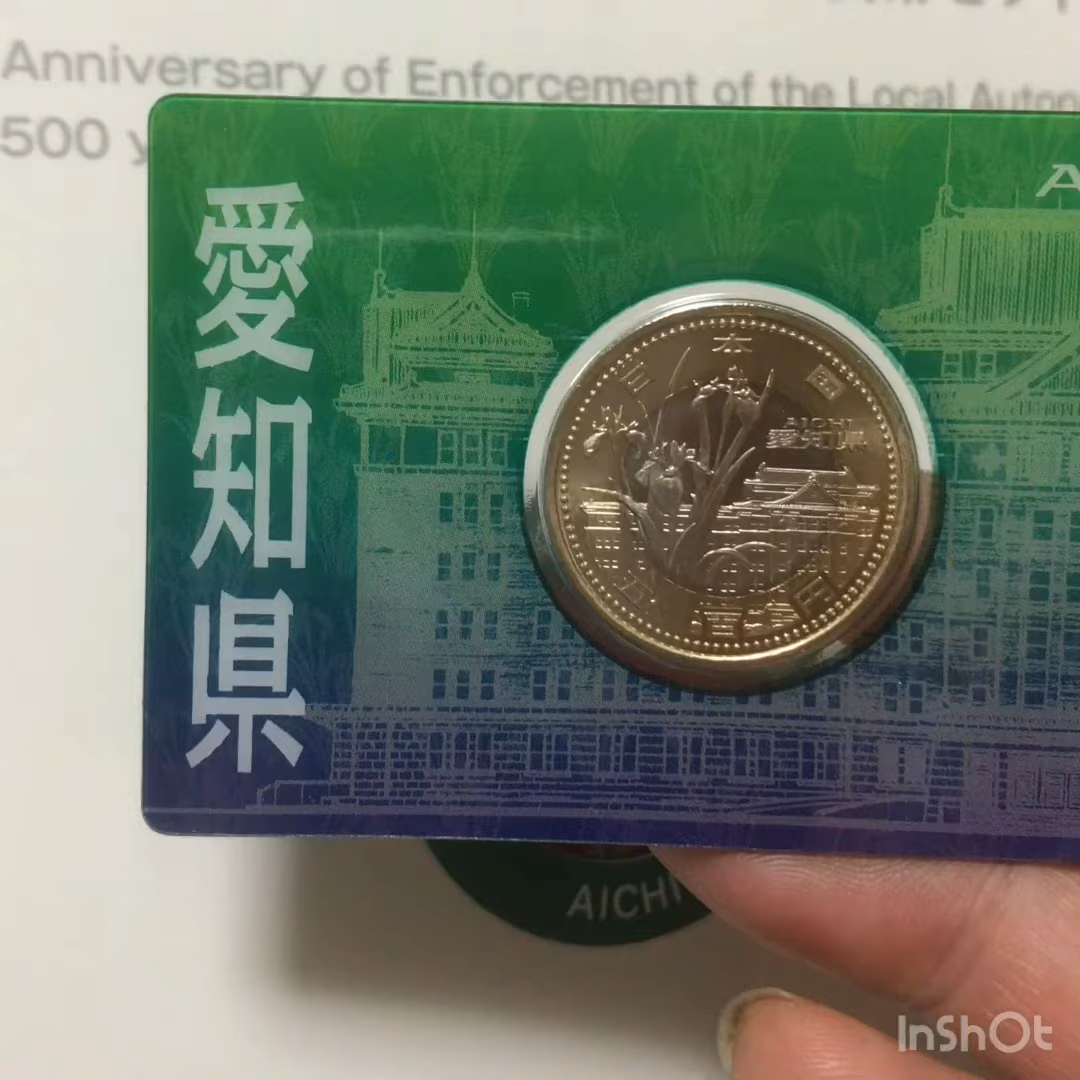 Anniversary of Enforcement of the Local Auton
500 y
A
愛知県
日本国
AICHI
愛知県
五百円
AICHI
InShOt